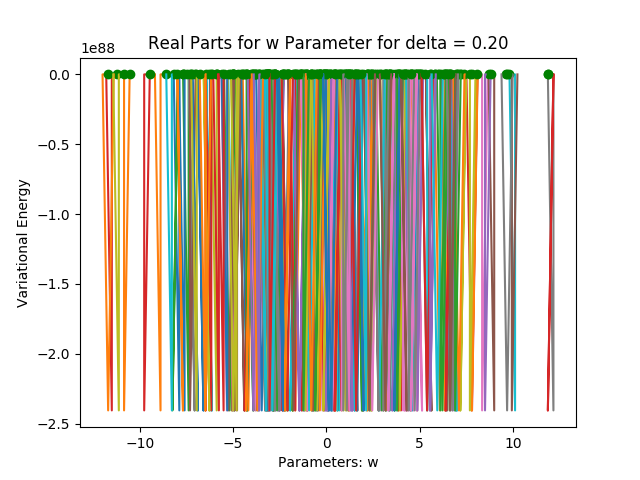 Real Parts for w Parameter for delta = 0.20
1e88
0.0
−0.5
−1.0
−1.5
−2.0
−2.5
Variational Energy
−10 −5 0 5 10
Parameters: w